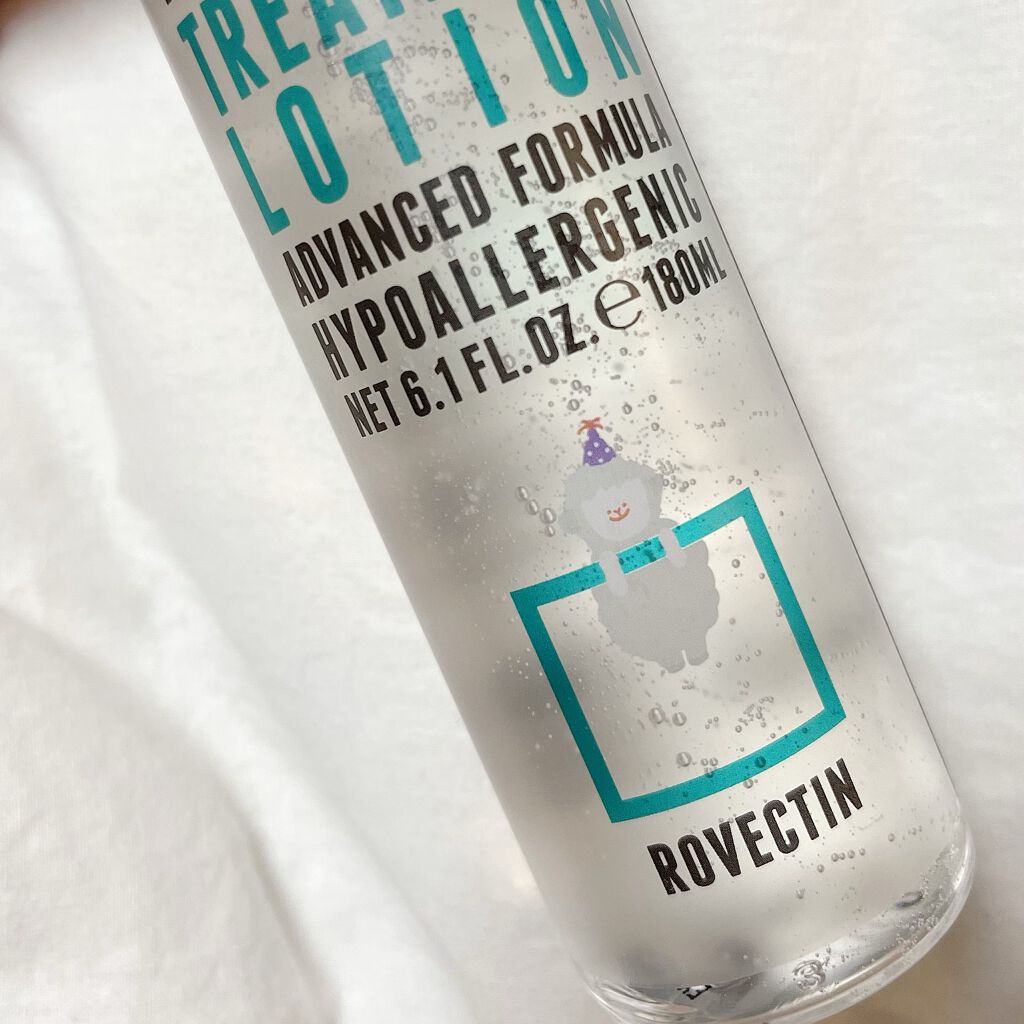 LOTION
ADVANCED FORMULA
HYPOALLERGENIC
NET 6.1 FL. OZ. ℮ 180ML
ROVECTIN